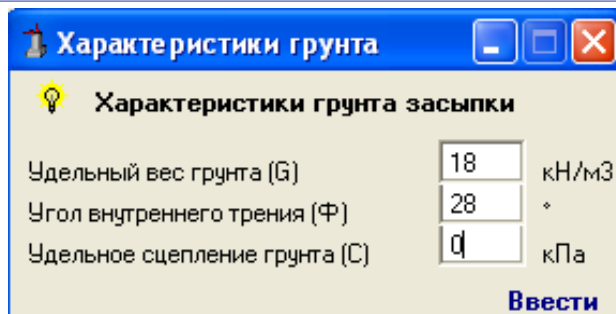 Характеристики грунта
Характеристики грунта засыпки
Удельный вес грунта (G) 18 кН/м3
Угол внутреннего трения (Ф) 28 °
Удельное сцепление грунта (С) 0 кПа
Ввести